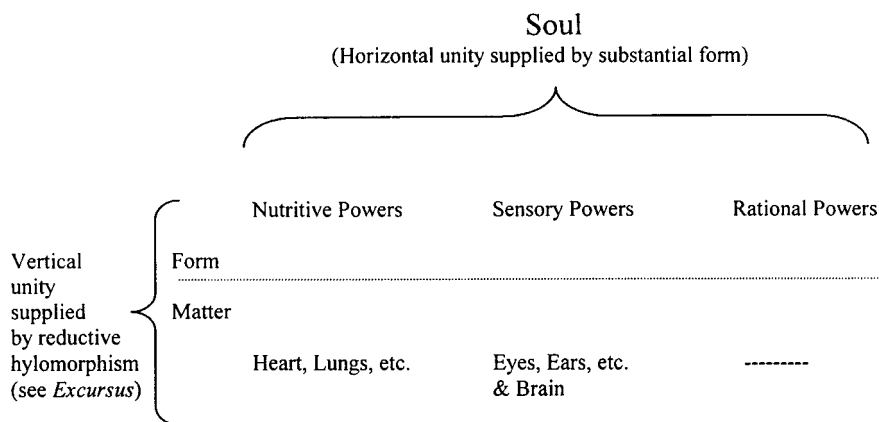 Soul
(Horizontal unity supplied by substantial form)
Nutritive Powers Sensory Powers Rational Powers
Vertical
unity
supplied
by reductive
hylomorphism
(see Excursus)
Form
Matter
Heart, Lungs, etc. Eyes, Ears, etc. ---------
& Brain